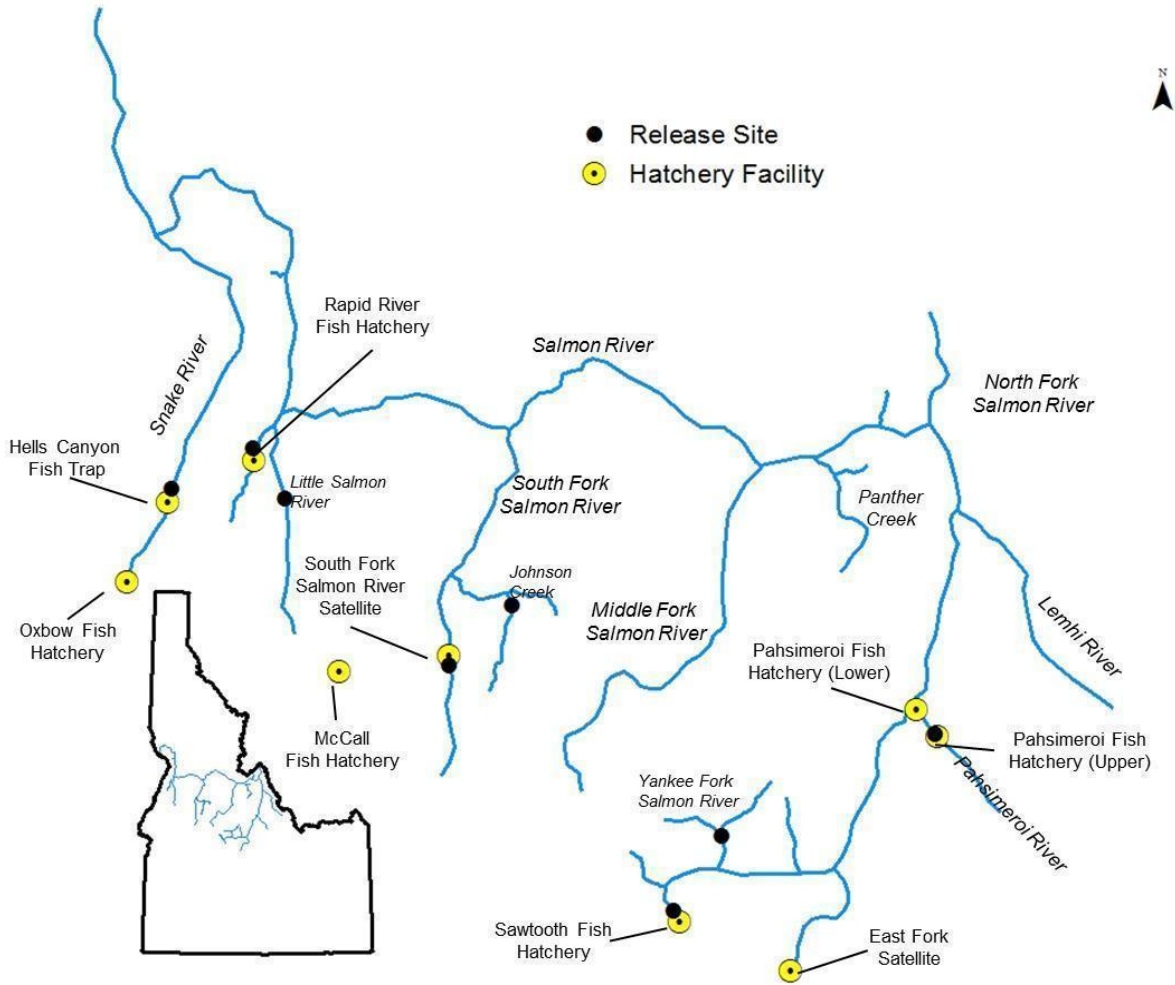 N
Release Site
Hatchery Facility
Rapid River
Fish Hatchery
Salmon River
North Fork
Salmon River
Snake River
Hells Canyon
Fish Trap
Little Salmon
River
South Fork
Salmon River
Panther
Creek
South Fork
Salmon River
Satellite
Johnson
Creek
Middle Fork
Salmon River
Lemhi River
Oxbow Fish
Hatchery
Pahsimeroi Fish
Hatchery (Lower)
McCall
Fish Hatchery
Pahsimeroi Fish
Hatchery (Upper)
Yankee Fork
Salmon River
Pahsimeroi River
Sawtooth Fish
Hatchery
East Fork
Satellite